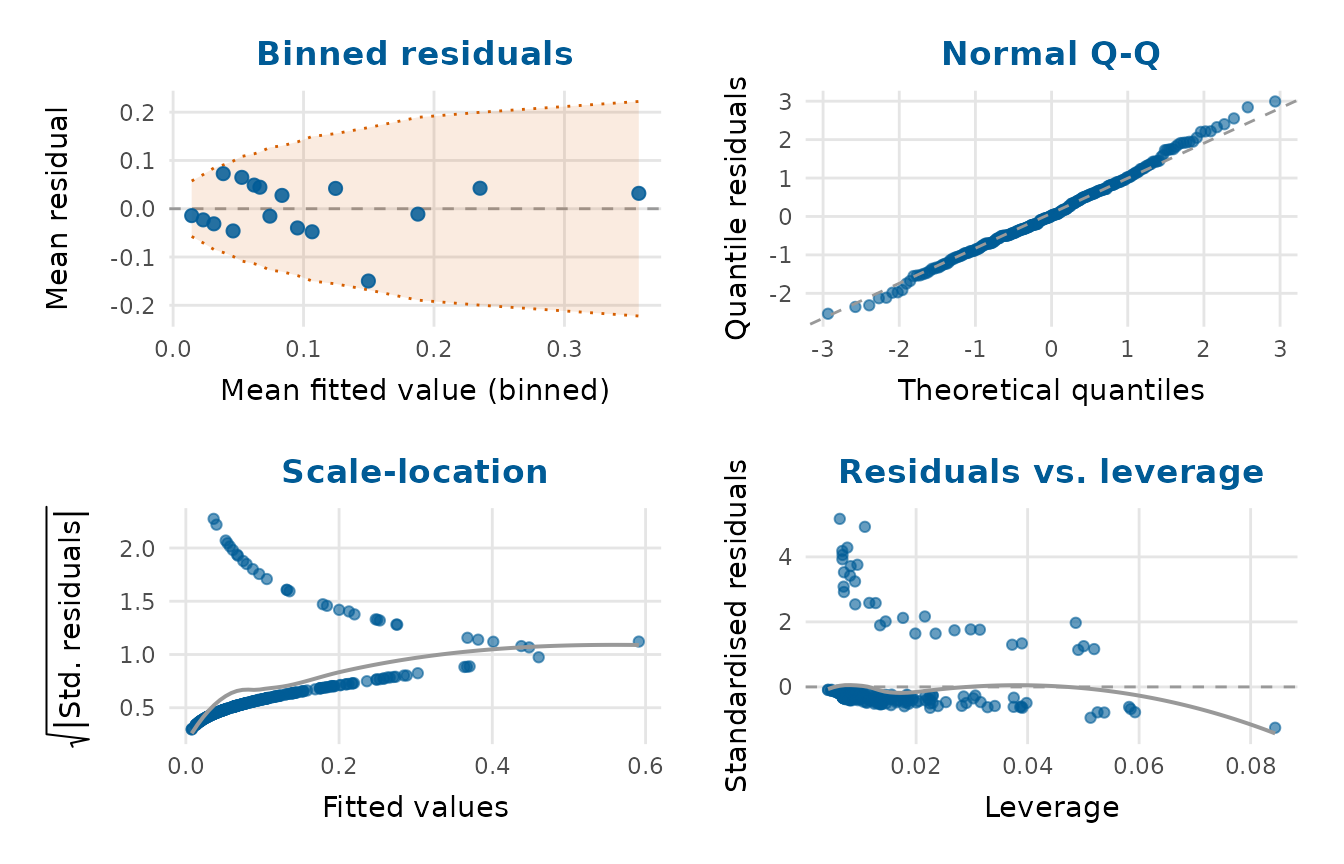 Binned residuals
Mean residual
0.2
0.1
0.0
-0.1
-0.2
0.0 0.1 0.2 0.3
Mean fitted value (binned)
Normal Q-Q
Quantile residuals
3
2
1
0
-1
-2
-3 -2 -1 0 1 2 3
Theoretical quantiles
Scale-location
√|Std. residuals|
2.0
1.5
1.0
0.5
0.0 0.2 0.4 0.6
Fitted values
Residuals vs. leverage
Standardised residuals
4
2
0
0.02 0.04 0.06 0.08
Leverage